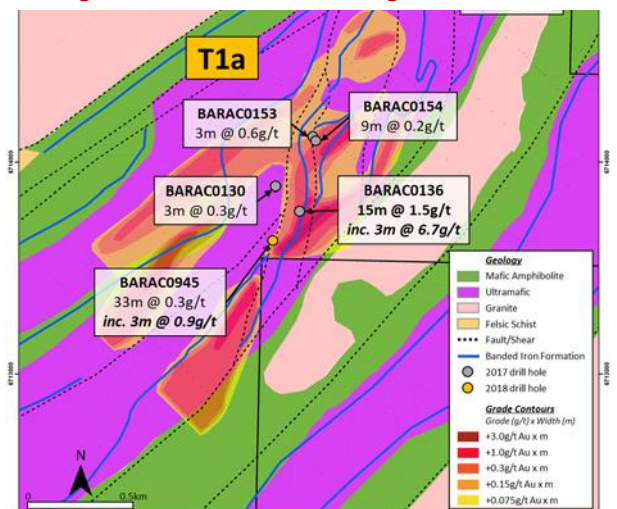 T1a
BARAC0153
3m @ 0.6g/t
BARAC0154
9m @ 0.2g/t
BARAC0130
3m @ 0.3g/t
BARAC0136
15m @ 1.5g/t
inc. 3m @ 6.7g/t
BARAC0945
33m @ 0.3g/t
inc. 3m @ 0.9g/t
6714000
6713000
N
0.5km
Geology
Mafic Amphibolite
Ultramafic
Granite
Felsic Schist
Fault/Shear
Banded Iron Formation
2017 drill hole
2018 drill hole
Grade Contours
Grade (g/t) x Width (m)
+3.0g/t Au x m
+1.0g/t Au x m
+0.3g/t Au x m
+0.15g/t Au x m
+0.075g/t Au x m
0